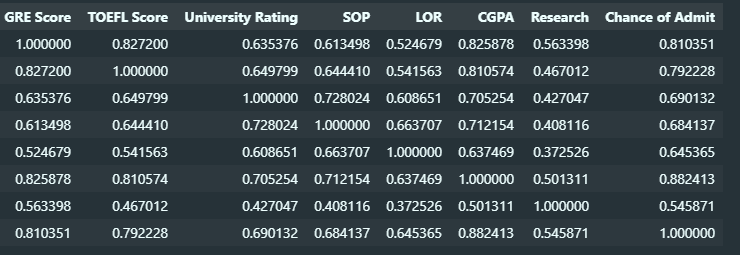 GRE Score TOEFL Score University Rating SOP LOR CGPA Research Chance of Admit
1.000000 0.827200 0.635376 0.613498 0.524679 0.825878 0.563398 0.810351
0.827200 1.000000 0.649799 0.644410 0.541563 0.810574 0.467012 0.792228
0.635376 0.649799 1.000000 0.728024 0.608651 0.705254 0.427047 0.690132
0.613498 0.644410 0.728024 1.000000 0.663707 0.712154 0.408116 0.684137
0.524679 0.541563 0.608651 0.663707 1.000000 0.637469 0.372526 0.645365
0.825878 0.810574 0.705254 0.712154 0.637469 1.000000 0.501311 0.882413
0.563398 0.467012 0.427047 0.408116 0.372526 0.501311 1.000000 0.545871
0.810351 0.792228 0.690132 0.684137 0.645365 0.882413 0.545871 1.000000